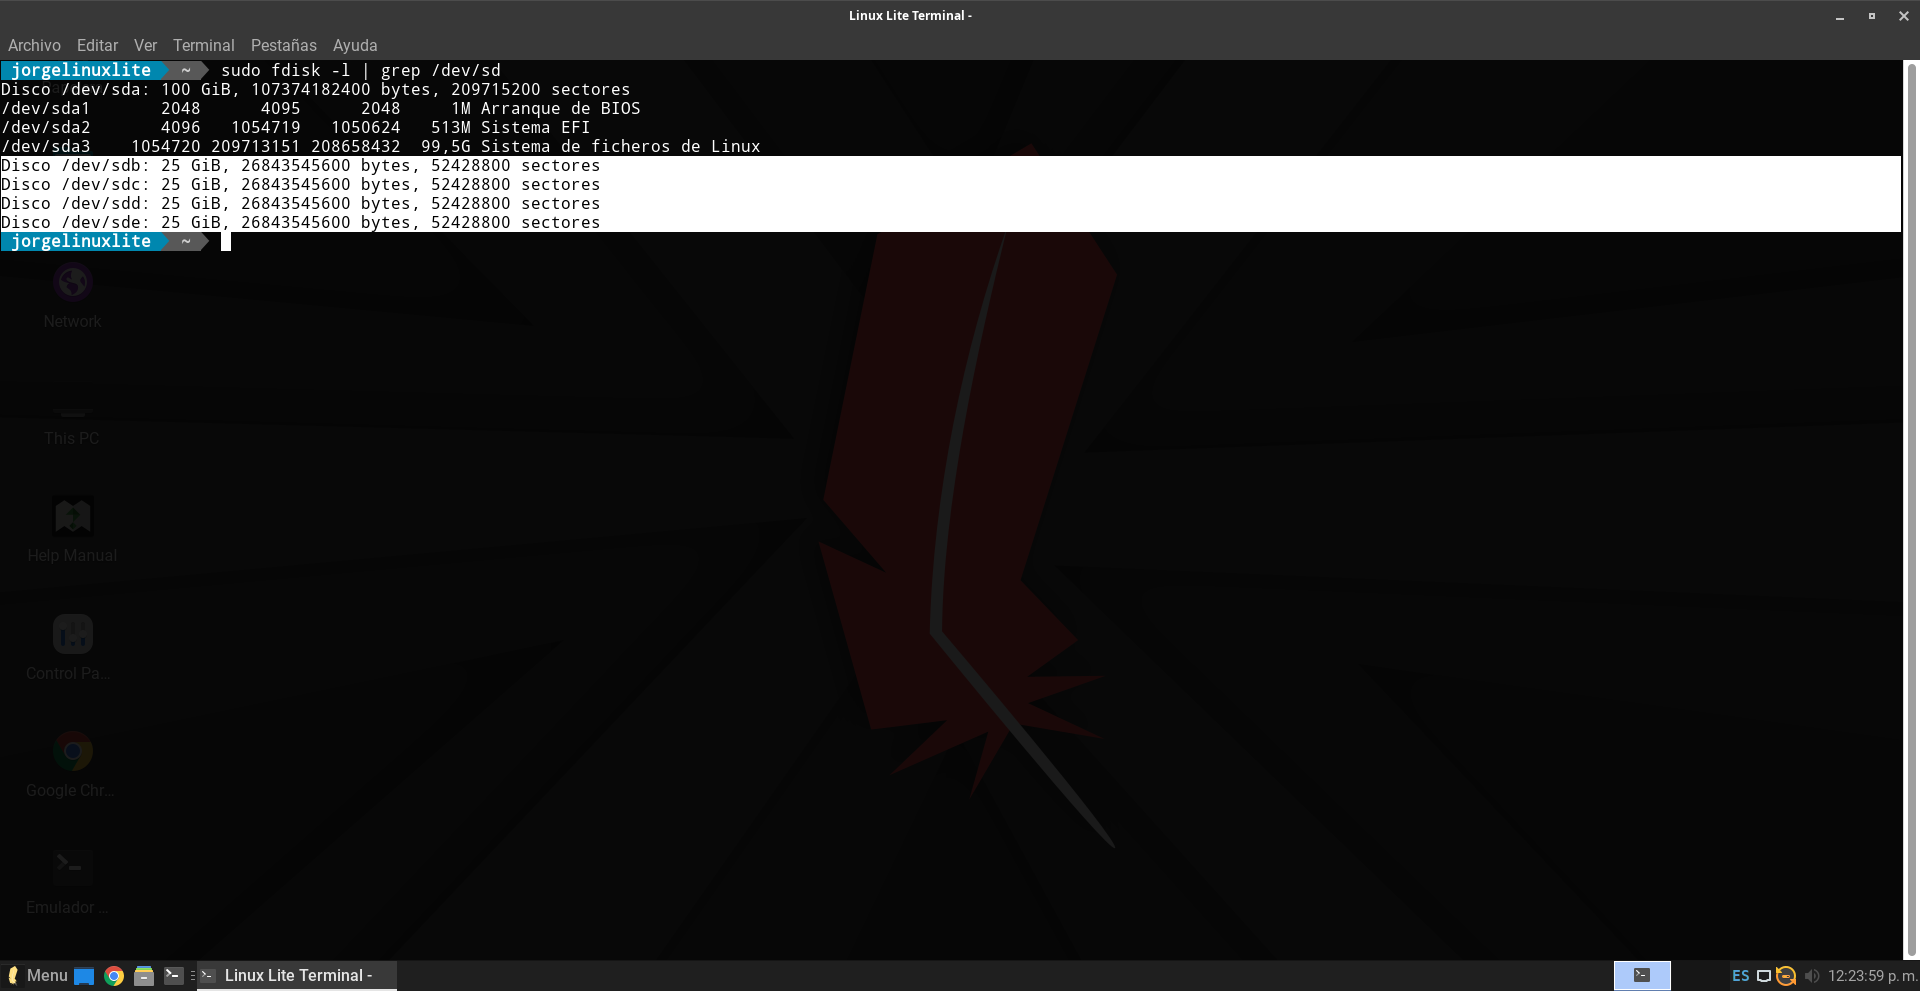 Linux Lite Terminal -
Archivo Editar Ver Terminal Pestañas Ayuda
jorgelinuxlite ~ sudo fdisk -l | grep /dev/sd
Disco /dev/sda: 100 GiB, 107374182400 bytes, 209715200 sectores
/dev/sda1 2048 4095 2048 1M Arranque de BIOS
/dev/sda2 4096 1054719 1050624 513M Sistema EFI
/dev/sda3 1054720 209713151 208658432 99,5G Sistema de ficheros de Linux
Disco /dev/sdb: 25 GiB, 26843545600 bytes, 52428800 sectores
Disco /dev/sdc: 25 GiB, 26843545600 bytes, 52428800 sectores
Disco /dev/sdd: 25 GiB, 26843545600 bytes, 52428800 sectores
Disco /dev/sde: 25 GiB, 26843545600 bytes, 52428800 sectores
jorgelinuxlite ~
Network
This PC
Help Manual
Control Pa...
Google Chr...
Emulador ...
Menu Linux Lite Terminal - ES 12:23:59 p. m.